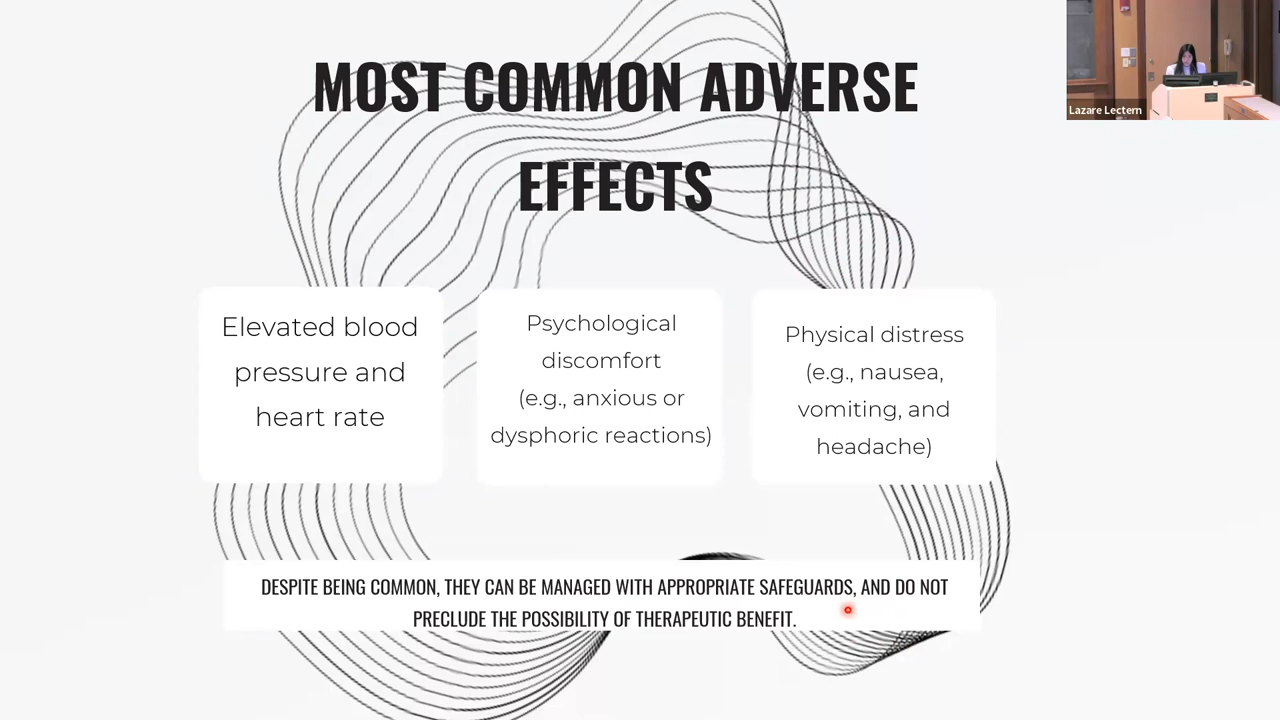 MOST COMMON ADVERSE
EFFECTS
Lazare Lectern
Elevated blood
pressure and
heart rate
Psychological
discomfort
(e.g., anxious or
dysphoric reactions)
Physical distress
(e.g., nausea,
vomiting, and
headache)
DESPITE BEING COMMON, THEY CAN BE MANAGED WITH APPROPRIATE SAFEGUARDS, AND DO NOT
PRECLUDE THE POSSIBILITY OF THERAPEUTIC BENEFIT.